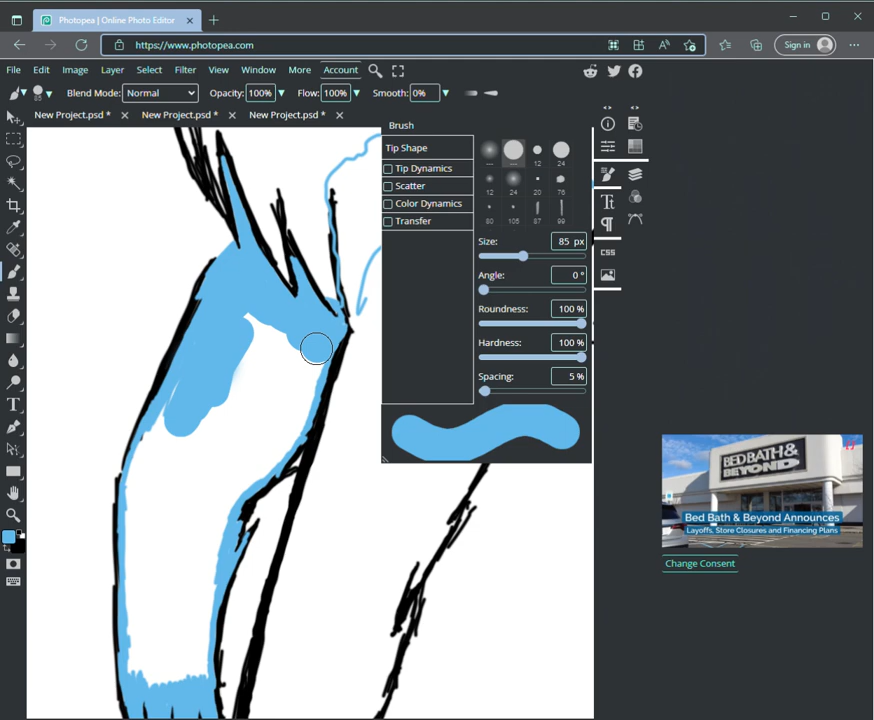 Photopea | Online Photo Editor
https://www.photopea.com
Sign in
File Edit Image Layer Select Filter View Window More Account
85 Blend Mode: Normal Opacity: 100% Flow: 100% Smooth: 0%
New Project.psd * New Project.psd * New Project.psd *
Brush
Tip Shape
Tip Dynamics
Scatter
Color Dynamics
Transfer
--- --- 12 24
12 24 20 76
80 105 87 99
Size: 85 px
Angle: 0 °
Roundness: 100 %
Hardness: 100 %
Spacing: 5 %
CSS
BED BATH &
BEYOND
Bed Bath & Beyond Announces
Layoffs, Store Closures and Financing Plans
Change Consent